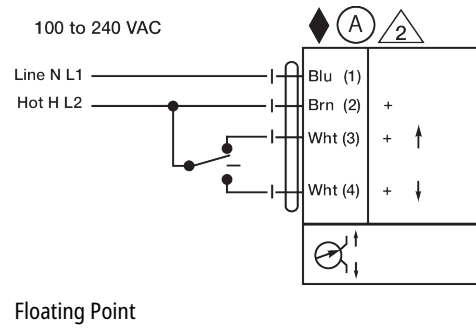 100 to 240 VAC
A
2
Line N L1
Blu (1)
Hot H L2
Brn (2) +
Wht (3) +
Wht (4) +
Floating Point